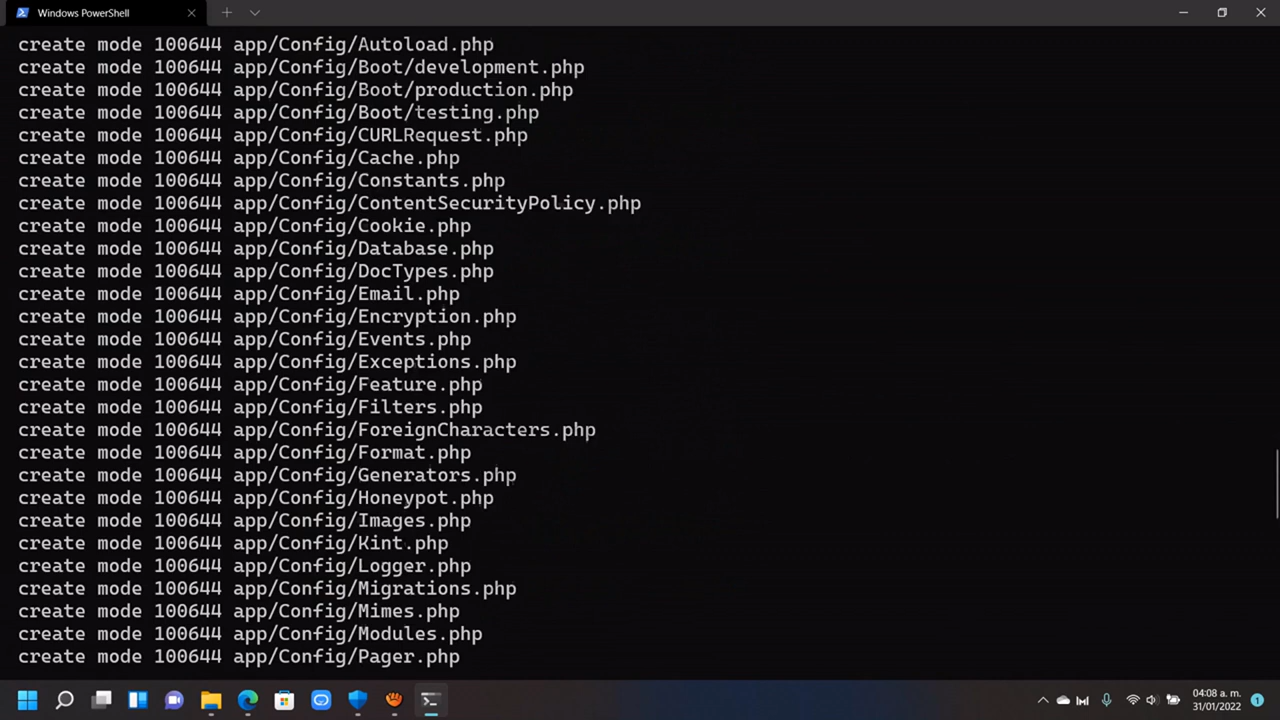 Windows PowerShell
create mode 100644 app/Config/Autoload.php
create mode 100644 app/Config/Boot/development.php
create mode 100644 app/Config/Boot/production.php
create mode 100644 app/Config/Boot/testing.php
create mode 100644 app/Config/CURLRequest.php
create mode 100644 app/Config/Cache.php
create mode 100644 app/Config/Constants.php
create mode 100644 app/Config/ContentSecurityPolicy.php
create mode 100644 app/Config/Cookie.php
create mode 100644 app/Config/Database.php
create mode 100644 app/Config/DocTypes.php
create mode 100644 app/Config/Email.php
create mode 100644 app/Config/Encryption.php
create mode 100644 app/Config/Events.php
create mode 100644 app/Config/Exceptions.php
create mode 100644 app/Config/Feature.php
create mode 100644 app/Config/Filters.php
create mode 100644 app/Config/ForeignCharacters.php
create mode 100644 app/Config/Format.php
create mode 100644 app/Config/Generators.php
create mode 100644 app/Config/Honeypot.php
create mode 100644 app/Config/Images.php
create mode 100644 app/Config/Kint.php
create mode 100644 app/Config/Logger.php
create mode 100644 app/Config/Migrations.php
create mode 100644 app/Config/Mimes.php
create mode 100644 app/Config/Modules.php
create mode 100644 app/Config/Pager.php
04:08 a. m.
31/01/2022
1